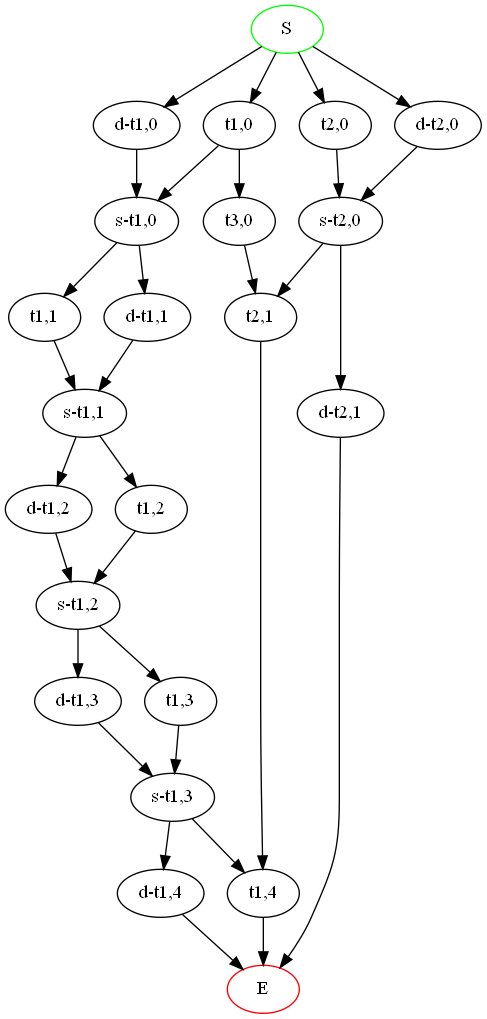 S
d-t1,0
t1,0
t2,0
d-t2,0
s-t1,0
t3,0
s-t2,0
t1,1
d-t1,1
t2,1
s-t1,1
d-t2,1
d-t1,2
t1,2
s-t1,2
d-t1,3
t1,3
s-t1,3
d-t1,4
t1,4
E